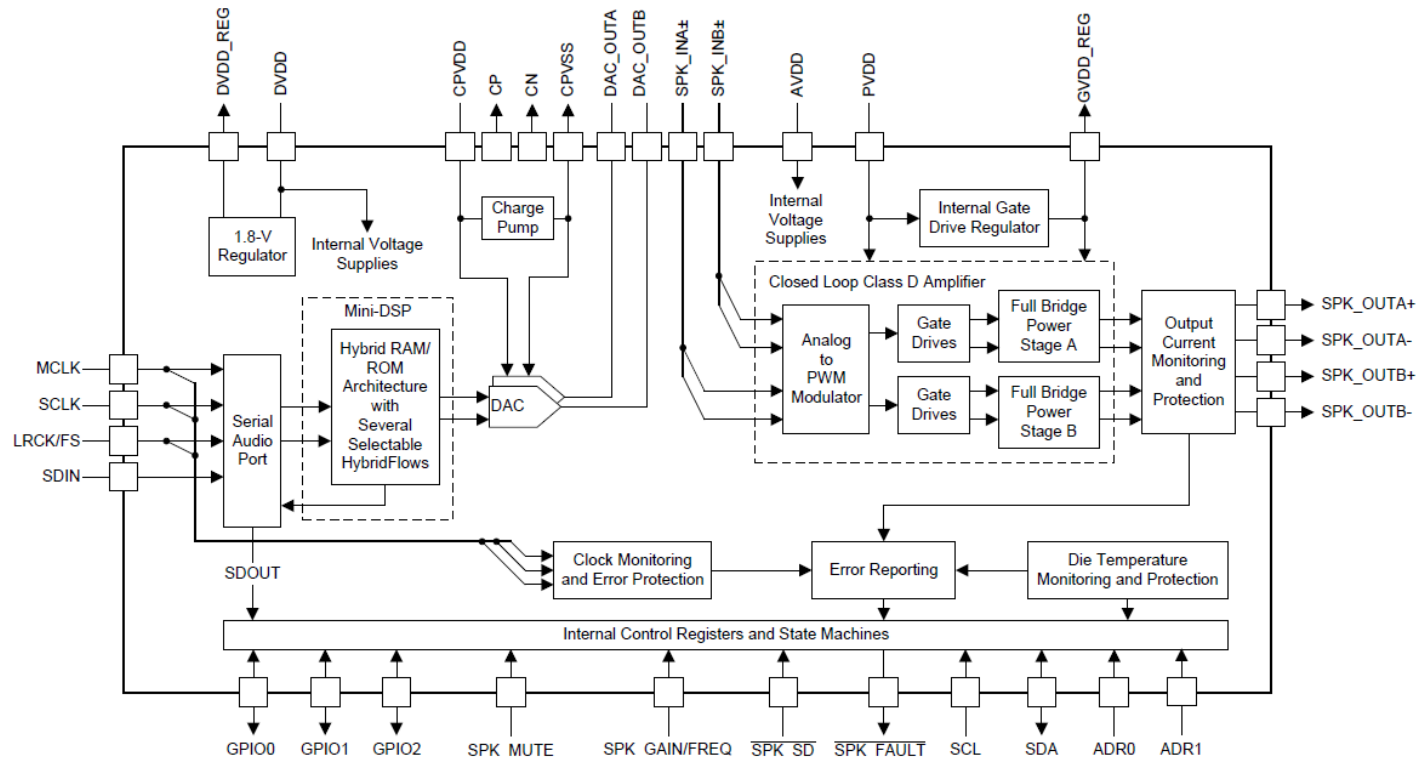 DVDD_REG
DVDD
CPVDD
CP
CN
CPVSS
DAC_OUTA
DAC_OUTB
SPK_INA±
SPK_INB±
AVDD
PVDD
GVDD_REG
1.8-V
Regulator
Internal Voltage
Supplies
Charge
Pump
Internal
Voltage
Supplies
Internal Gate
Drive Regulator
Closed Loop Class D Amplifier
Mini-DSP
Hybrid RAM/
ROM
Architecture
with
Several
Selectable
HybridFlows
MCLK
SCLK
LRCK/FS
SDIN
Serial
Audio
Port
DAC
Analog
to
PWM
Modulator
Gate
Drives
Full Bridge
Power
Stage A
Gate
Drives
Full Bridge
Power
Stage B
Output
Current
Monitoring
and
Protection
SPK_OUTA+
SPK_OUTA-
SPK_OUTB+
SPK_OUTB-
SDOUT
Clock Monitoring
and Error Protection
Error Reporting
Die Temperature
Monitoring and Protection
Internal Control Registers and State Machines
GPIO0
GPIO1
GPIO2
SPK MUTE
SPK GAIN/FREQ
SPK SD
SPK FAULT
SCL
SDA
ADR0
ADR1